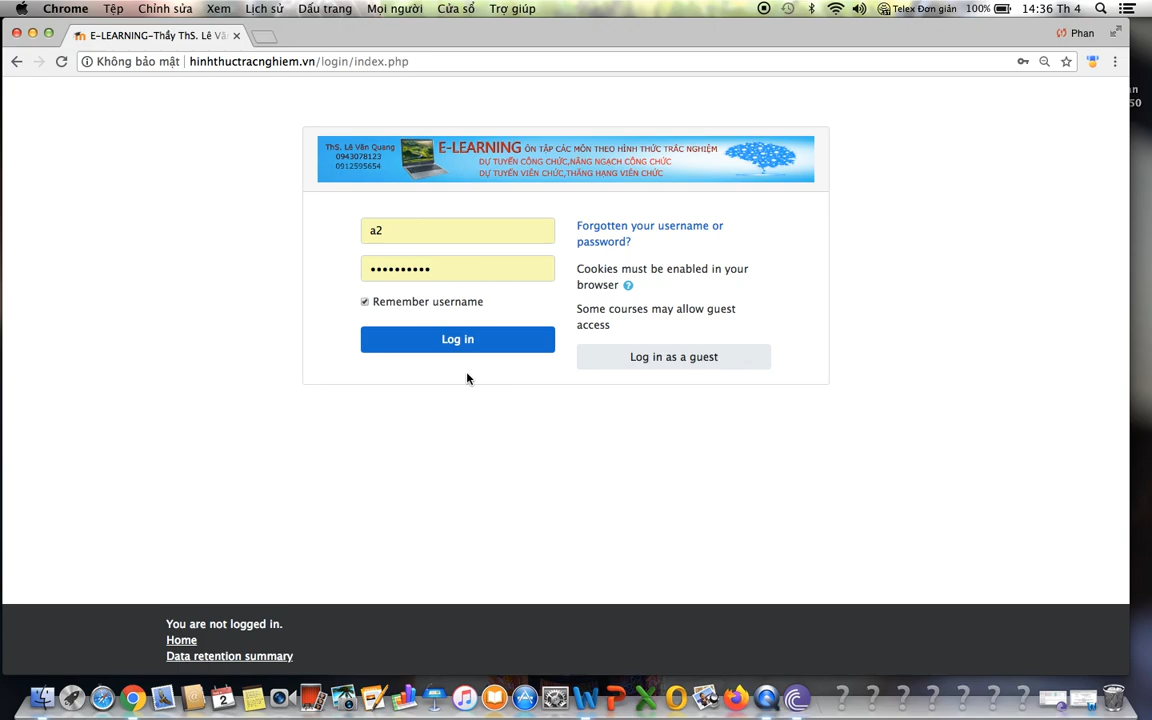 Chrome Tệp Chỉnh sửa Xem Lịch sử Dấu trang Mọi người Cửa sổ Trợ giúp Telex Đơn giản 100% 14:36 Th 4
E-LEARNING-Thầy ThS. Lê Vă Phan
Không bảo mật hinhthuctracnghiem.vn/login/index.php
an
50
ThS. Lê Văn Quang
0943078123
0912595654
E-LEARNING ÔN TẬP CÁC MÔN THEO HÌNH THỨC TRẮC NGHIỆM
DỰ TUYỂN CÔNG CHỨC,NÂNG NGẠCH CÔNG CHỨC
DỰ TUYỂN VIÊN CHỨC,THĂNG HẠNG VIÊN CHỨC
a2
••••••••••
Remember username
Log in
Forgotten your username or
password?
Cookies must be enabled in your
browser
Some courses may allow guest
access
Log in as a guest
You are not logged in.
Home
Data retention summary